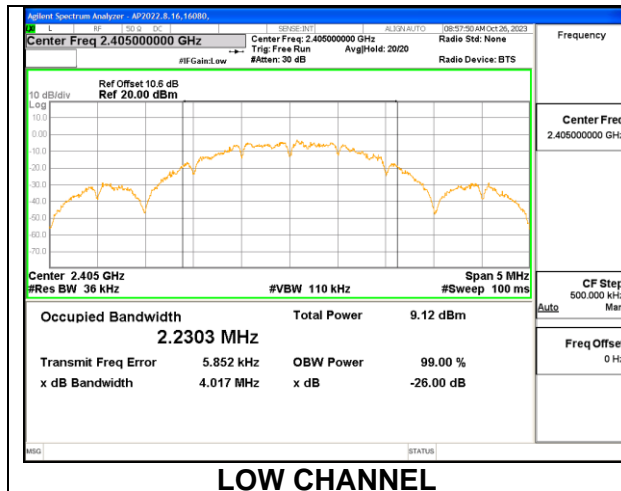 Agilent Spectrum Analyzer - AP2022.8.16,16080,
L RF 50 Ω DC SENSE:INT ALIGN AUTO 08:57:50 AM Oct 26, 2023
Center Freq 2.405000000 GHz Center Freq: 2.405000000 GHz Radio Std: None Frequency
Trig: Free Run Avg|Hold: 20/20
#IFGain:Low #Atten: 30 dB Radio Device: BTS
Ref Offset 10.6 dB
10 dB/div Ref 20.00 dBm
Log
10.0
0.00
-10.0
-20.0
-30.0
-40.0
-50.0
-60.0
-70.0
Center Freq
2.405000000 GHz
Center 2.405 GHz Span 5 MHz
#Res BW 36 kHz #VBW 110 kHz #Sweep 100 ms
CF Step
500.000 kHz
Auto Man
Occupied Bandwidth Total Power 9.12 dBm
2.2303 MHz
Freq Offset
0 Hz
Transmit Freq Error 5.852 kHz OBW Power 99.00 %
x dB Bandwidth 4.017 MHz x dB -26.00 dB
MSG STATUS
LOW CHANNEL